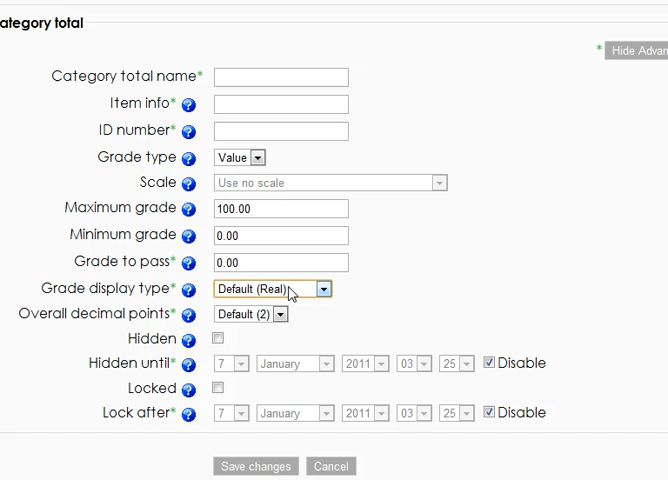 ategory total
* Hide Advan
Category total name*
Item info* ?
ID number* ?
Grade type ? Value
Scale ? Use no scale
Maximum grade ? 100.00
Minimum grade ? 0.00
Grade to pass* ? 0.00
Grade display type* ? Default (Real)
Overall decimal points* ? Default (2)
Hidden ?
Hidden until* ? 7 January 2011 03 25 Disable
Locked ?
Lock after* ? 7 January 2011 03 25 Disable
Save changes Cancel